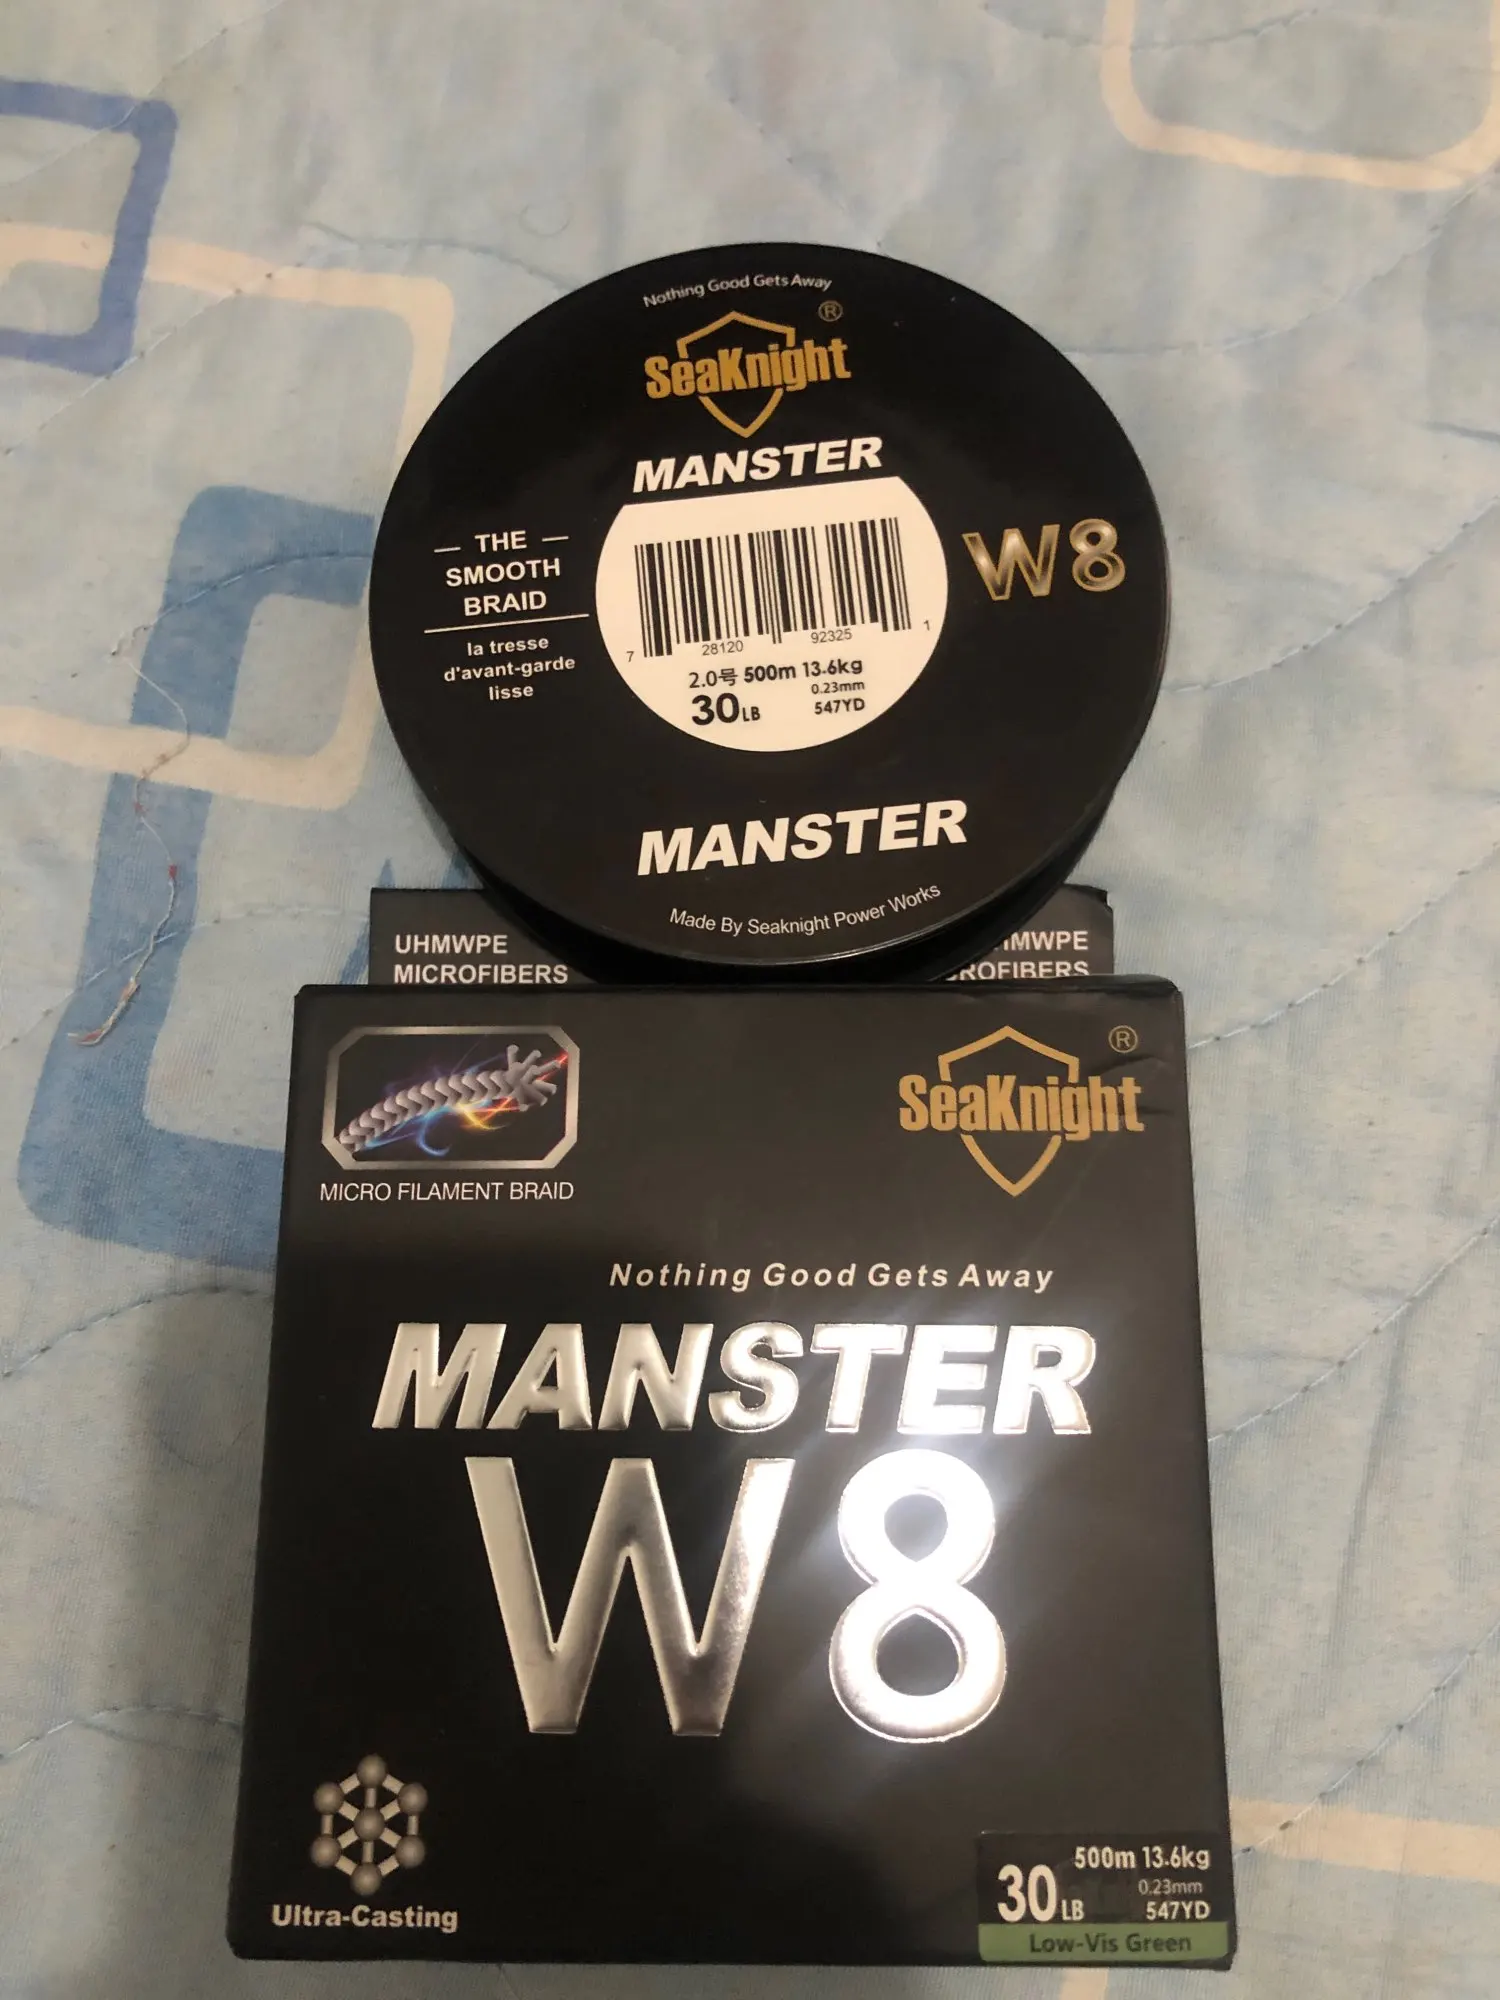 Nothing Good Gets Away
SeaKnight®
MANSTER
THE
SMOOTH
BRAID
la tresse
d'avant-garde
lisse
W8
7 28120 92325 1
2.0号 500m 13.6kg
0.23mm
30LB 547YD
MANSTER
Made By Seaknight Power Works
UHMWPE
MICROFIBERS
MICRO FILAMENT BRAID
SeaKnight®
Nothing Good Gets Away
MANSTER
W8
Ultra-Casting
500m 13.6kg
0.23mm
30LB 547YD
Low-Vis Green